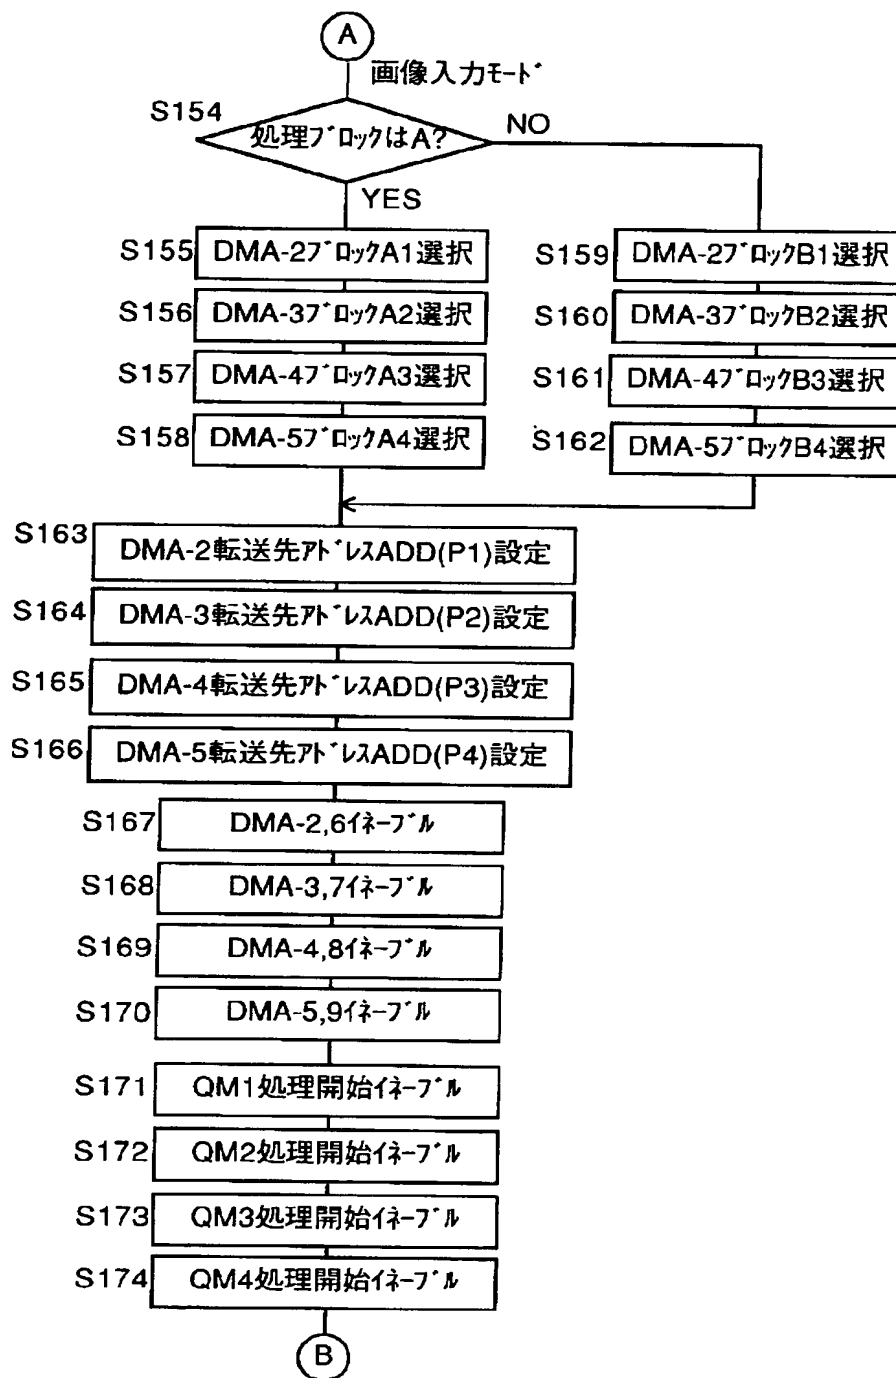 A
画像入力ﾓｰﾄﾞ
S154
処理ﾌﾞﾛｯｸはA?
NO
YES
S155
DMA-2ﾌﾞﾛｯｸA1選択
S156
DMA-3ﾌﾞﾛｯｸA2選択
S157
DMA-4ﾌﾞﾛｯｸA3選択
S158
DMA-5ﾌﾞﾛｯｸA4選択
S159
DMA-2ﾌﾞﾛｯｸB1選択
S160
DMA-3ﾌﾞﾛｯｸB2選択
S161
DMA-4ﾌﾞﾛｯｸB3選択
S162
DMA-5ﾌﾞﾛｯｸB4選択
S163
DMA-2転送先ｱﾄﾞﾚｽADD(P1)設定
S164
DMA-3転送先ｱﾄﾞﾚｽADD(P2)設定
S165
DMA-4転送先ｱﾄﾞﾚｽADD(P3)設定
S166
DMA-5転送先ｱﾄﾞﾚｽADD(P4)設定
S167
DMA-2,6ｲﾈｰﾌﾞﾙ
S168
DMA-3,7ｲﾈｰﾌﾞﾙ
S169
DMA-4,8ｲﾈｰﾌﾞﾙ
S170
DMA-5,9ｲﾈｰﾌﾞﾙ
S171
QM1処理開始ｲﾈｰﾌﾞﾙ
S172
QM2処理開始ｲﾈｰﾌﾞﾙ
S173
QM3処理開始ｲﾈｰﾌﾞﾙ
S174
QM4処理開始ｲﾈｰﾌﾞﾙ
B